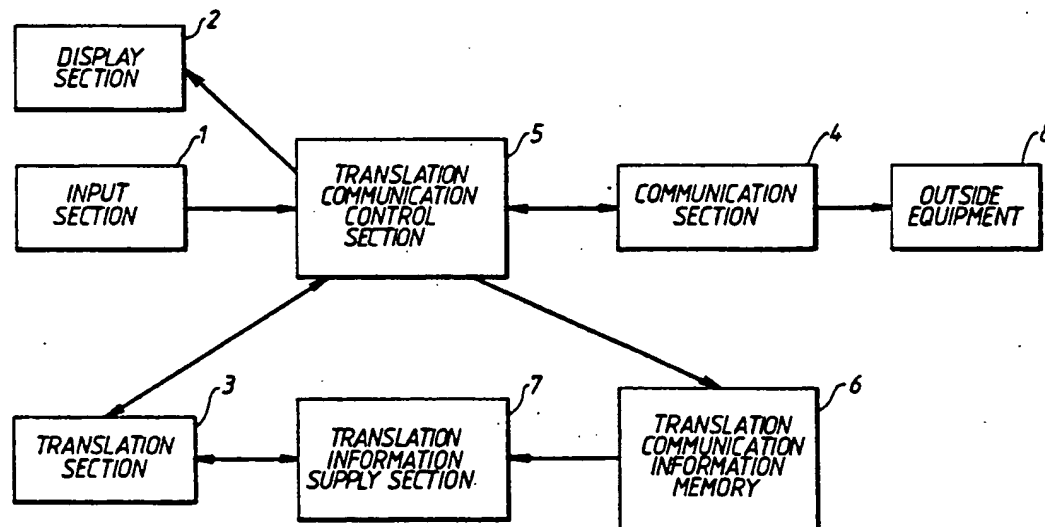 2
DISPLAY
SECTION
1
INPUT
SECTION
5
TRANSLATION
COMMUNICATION
CONTROL
SECTION
4
COMMUNICATION
SECTION
8
OUTSIDE
EQUIPMENT
3
TRANSLATION
SECTION
7
TRANSLATION
INFORMATION
SUPPLY SECTION
6
TRANSLATION
COMMUNICATION
INFORMATION
MEMORY